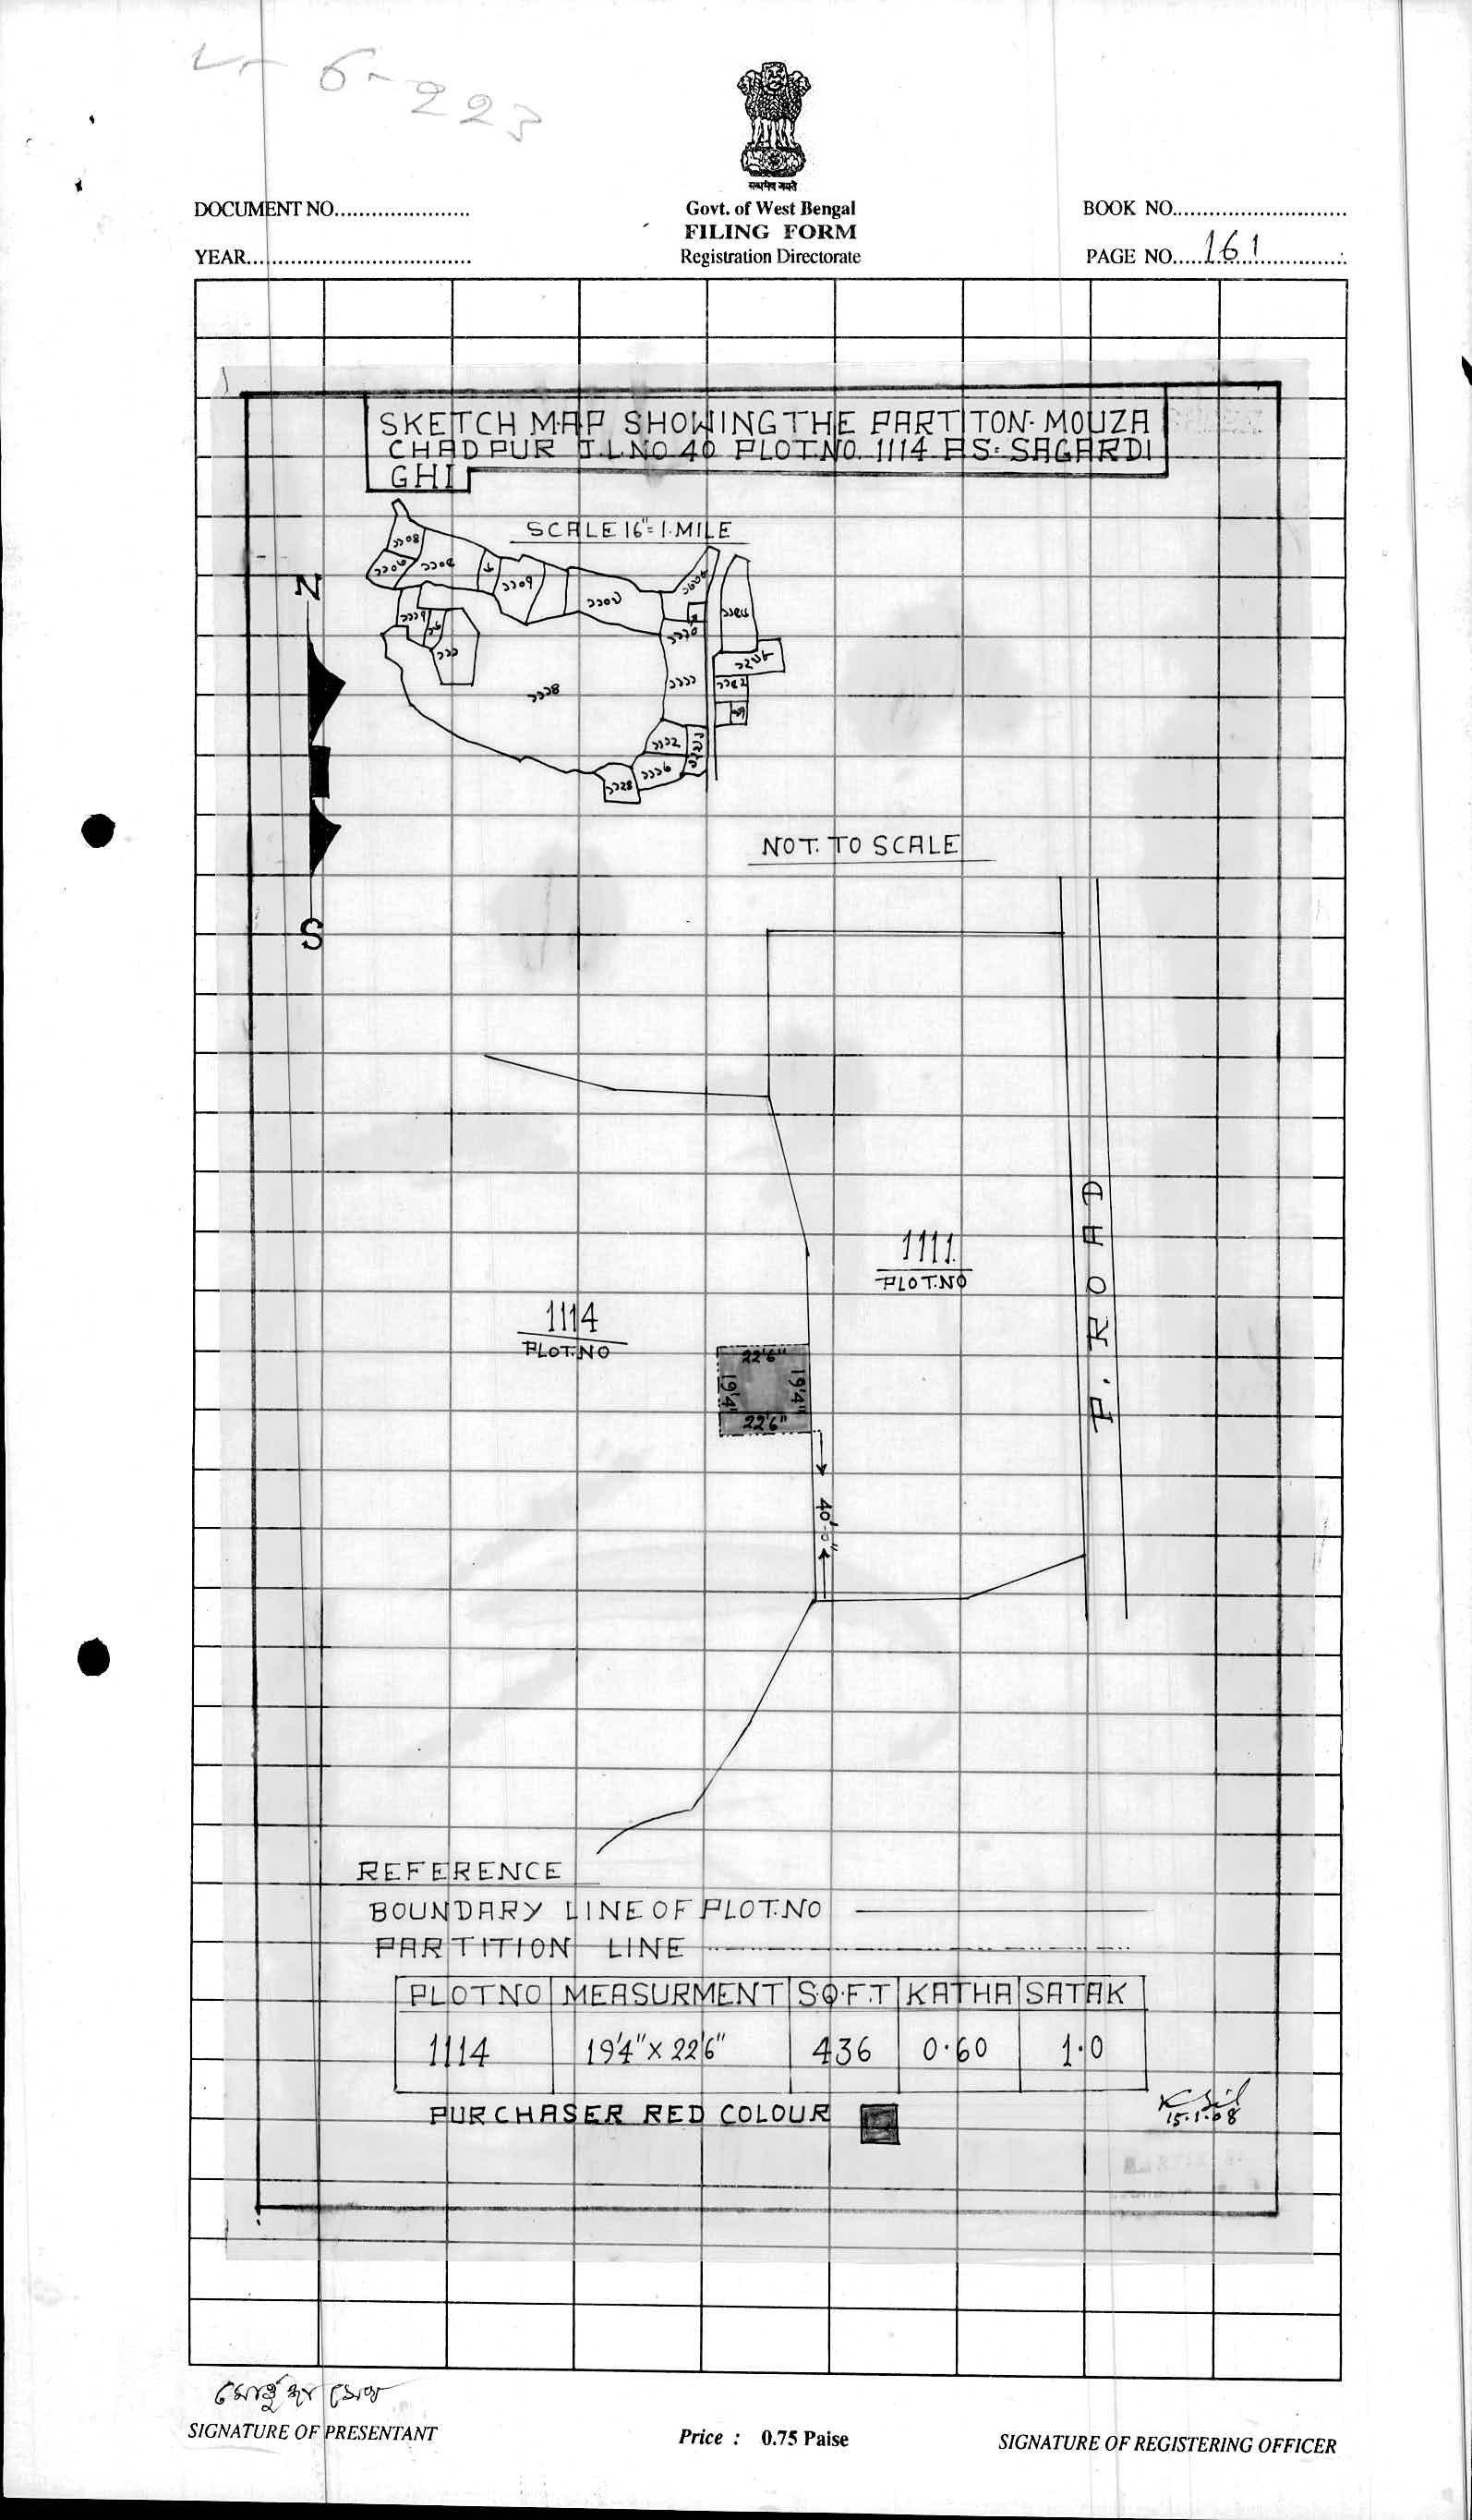 सत्यमेव जयते
DOCUMENT NO......................
Govt. of West Bengal
BOOK NO.............................
FILING FORM
YEAR.....................................
Registration Directorate
PAGE NO.....161..............
SKETCH MAP SHOWING THE PARTITON. MOUZA
CHADPUR J.L.NO 40 PLOT.NO. 1114 P.S: SAGARDI
GHI
SCALE 16"=1.MILE
N
১১১৪
S
NOT. TO SCALE
P. ROAD
1111
PLOT.NO
1114
PLOT.NO
22'6"
19'4"
19'4"
22'6"
40'-0"
REFERENCE
BOUNDARY LINE OF PLOT.NO
PARTITION LINE
PLOT NO MEASURMENT SQ.F.T KATHA SATAK
1114 19'4" X 22'6" 436 0.60 1.0
PURCHASER RED COLOUR
15.1.08
SIGNATURE OF PRESENTANT
Price : 0.75 Paise
SIGNATURE OF REGISTERING OFFICER